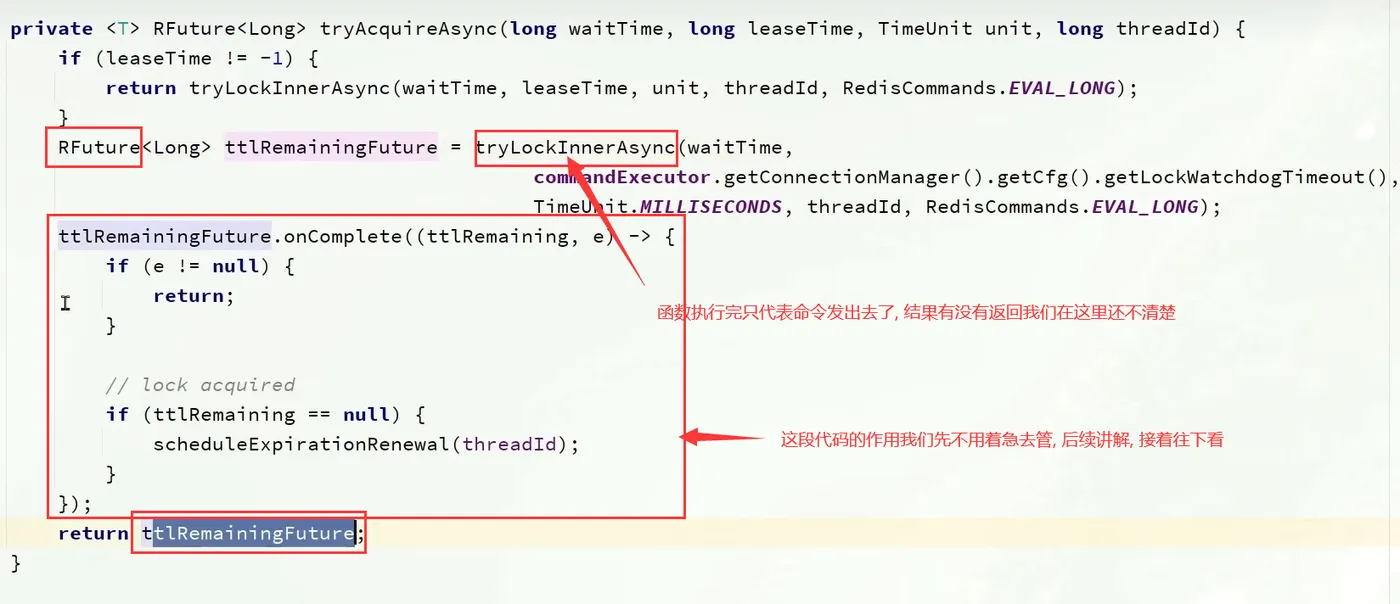 private <T> RFuture<Long> tryAcquireAsync(long waitTime, long leaseTime, TimeUnit unit, long threadId) {
if (leaseTime != -1) {
return tryLockInnerAsync(waitTime, leaseTime, unit, threadId, RedisCommands.EVAL_LONG);
}
RFuture<Long> ttlRemainingFuture = tryLockInnerAsync(waitTime,
commandExecutor.getConnectionManager().getCfg().getLockWatchdogTimeout(),
TimeUnit.MILLISECONDS, threadId, RedisCommands.EVAL_LONG);
ttlRemainingFuture.onComplete((ttlRemaining, e) -> {
if (e != null) {
return;
函数执行完只代表命令发出去了, 结果有没有返回我们在这里还不清楚
}
// lock acquired
if (ttlRemaining == null) {
scheduleExpirationRenewal(threadId);
这段代码的作用我们先不用着急去管, 后续讲解, 接着往下看
}
});
return ttlRemainingFuture;
}